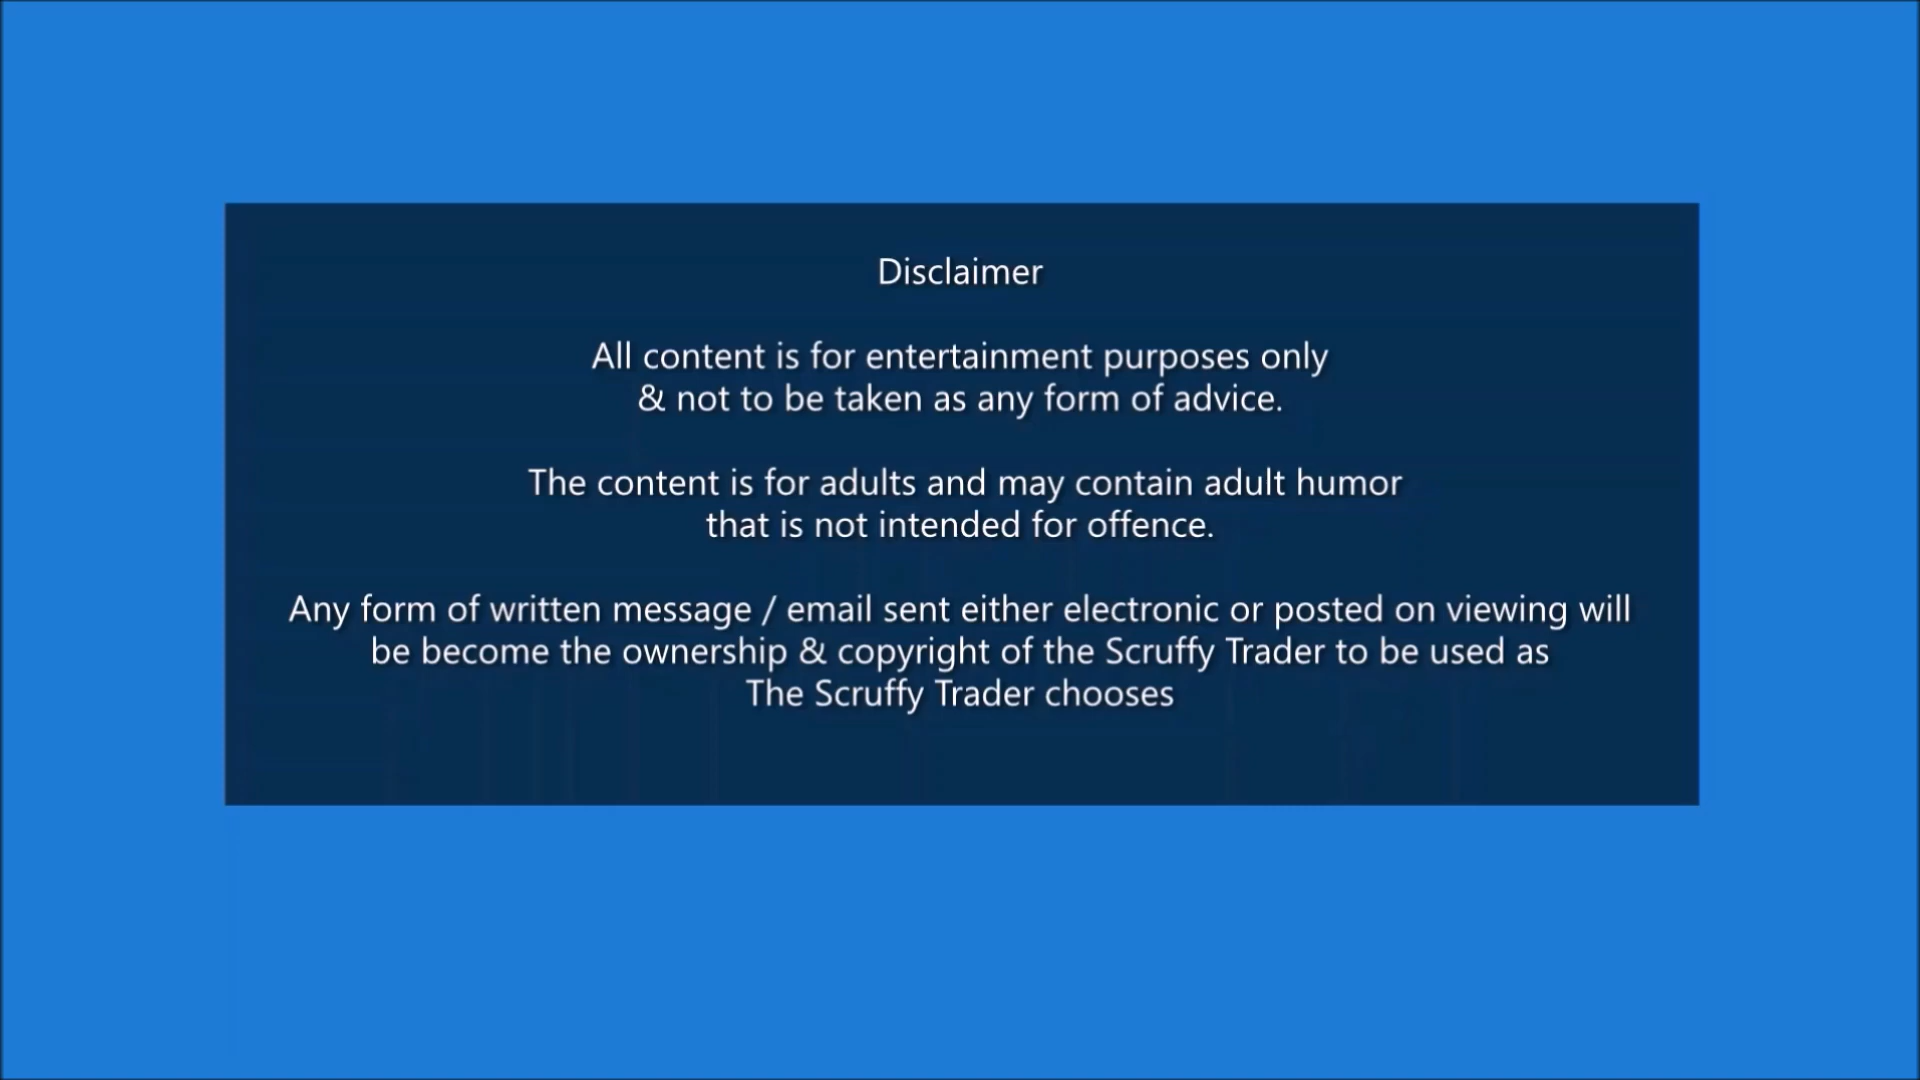 Disclaimer
All content is for entertainment purposes only
& not to be taken as any form of advice.
The content is for adults and may contain adult humor
that is not intended for offence.
Any form of written message / email sent either electronic or posted on viewing will
be become the ownership & copyright of the Scruffy Trader to be used as
The Scruffy Trader chooses